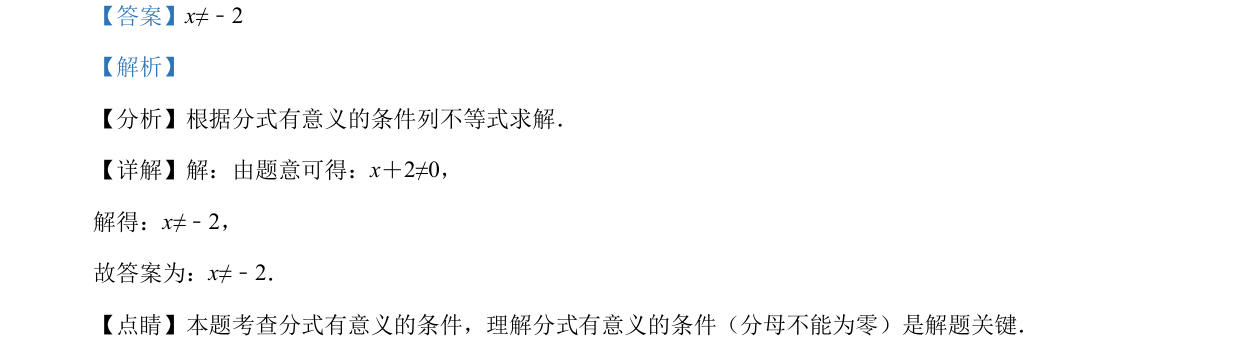 【答案】x≠﹣2
【解析】
【分析】根据分式有意义的条件列不等式求解．
【详解】解：由题意可得：x＋2≠0，
解得：x≠﹣2，
故答案为：x≠﹣2．
【点睛】本题考查分式有意义的条件，理解分式有意义的条件（分母不能为零）是解题关键．